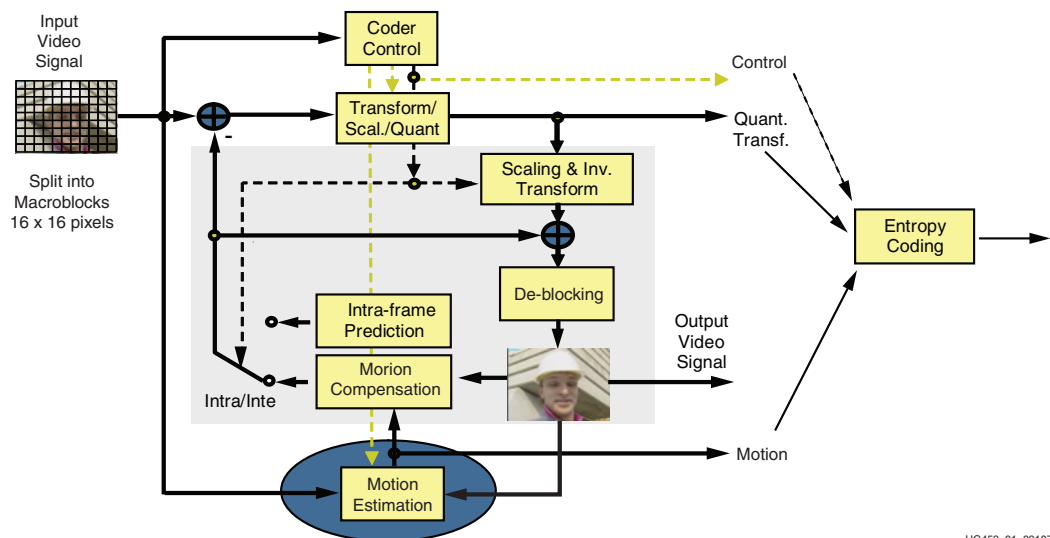 Input
Video
Signal
Coder
Control
Control
Transform/
Scal./Quant
Quant.
Transf.
-
Split into
Macroblocks
16 x 16 pixels
Scaling & Inv.
Transform
Entropy
Coding
De-blocking
Intra-frame
Prediction
Output
Video
Signal
Morion
Compensation
Intra/Inte
Motion
Motion
Estimation